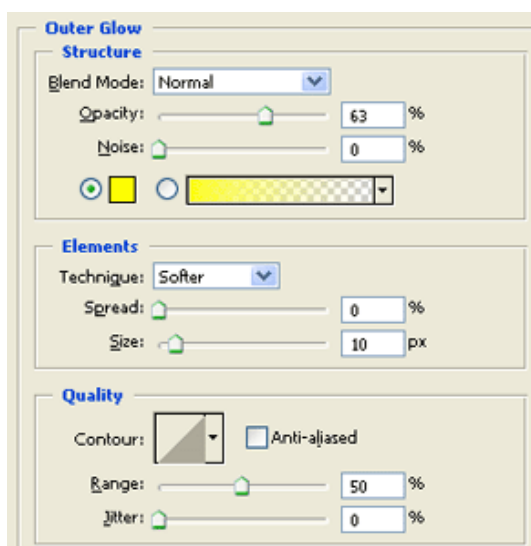 Outer Glow
Structure
Blend Mode: Normal
Opacity: 63 %
Noise: 0 %
Elements
Technique: Softer
Spread: 0 %
Size: 10 px
Quality
Contour: Anti-aliased
Range: 50 %
Jitter: 0 %